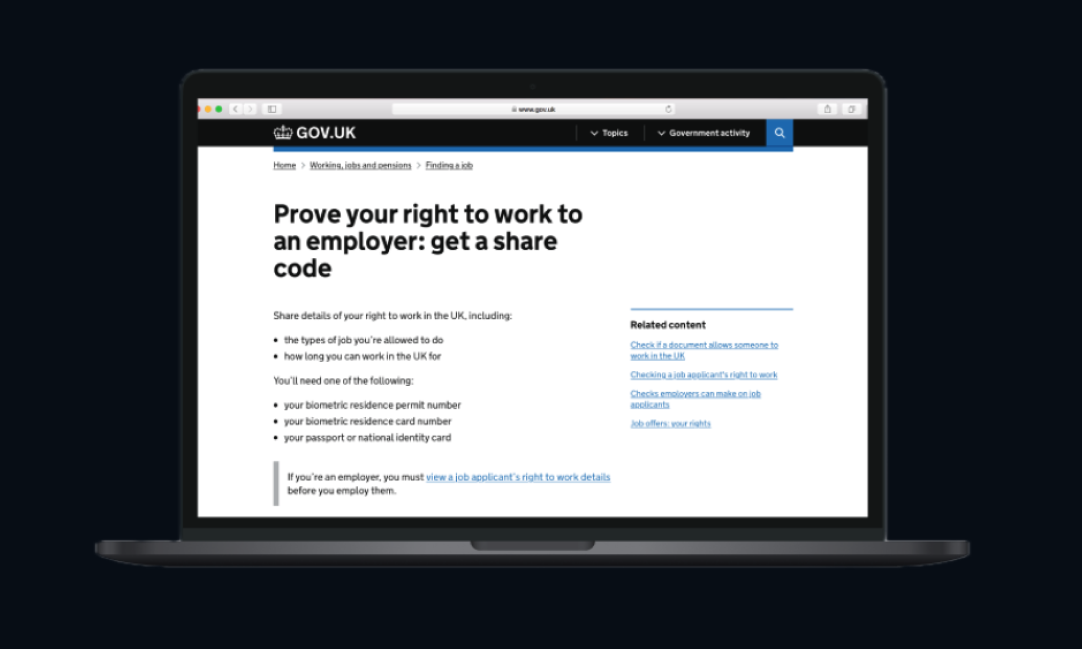 www.gov.uk
GOV.UK
Topics
Government activity
Home > Working, jobs and pensions > Finding a job
Prove your right to work to
an employer: get a share
code
Share details of your right to work in the UK, including:
• the types of job you're allowed to do
• how long you can work in the UK for
You'll need one of the following:
• your biometric residence permit number
• your biometric residence card number
• your passport or national identity card
If you're an employer, you must view a job applicant's right to work details
before you employ them.
Related content
Check if a document allows someone to
work in the UK
Checking a job applicant's right to work
Checks employers can make on job
applicants
Job offers: your rights